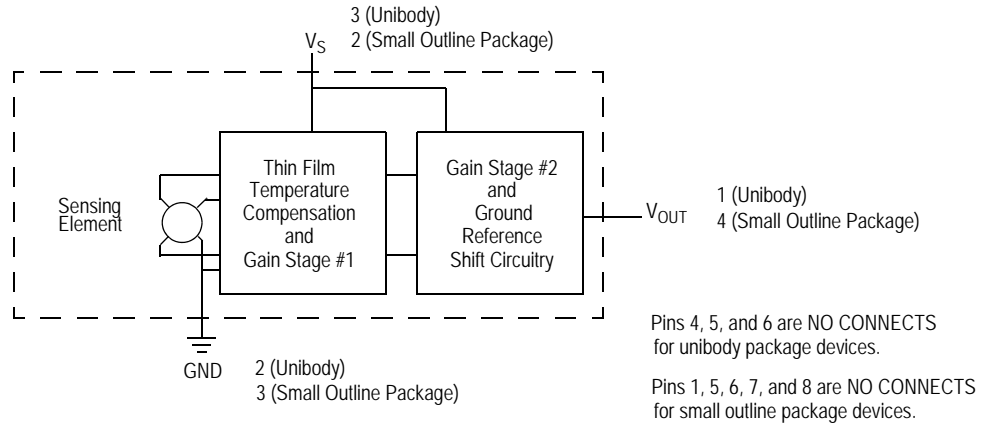 3 (Unibody)
V_S 2 (Small Outline Package)
Thin Film
Temperature
Compensation
and
Gain Stage #1
Gain Stage #2
and
Ground
Reference
Shift Circuitry
Sensing
Element
V_OUT
1 (Unibody)
4 (Small Outline Package)
GND
2 (Unibody)
3 (Small Outline Package)
Pins 4, 5, and 6 are NO CONNECTS
for unibody package devices.
Pins 1, 5, 6, 7, and 8 are NO CONNECTS
for small outline package devices.